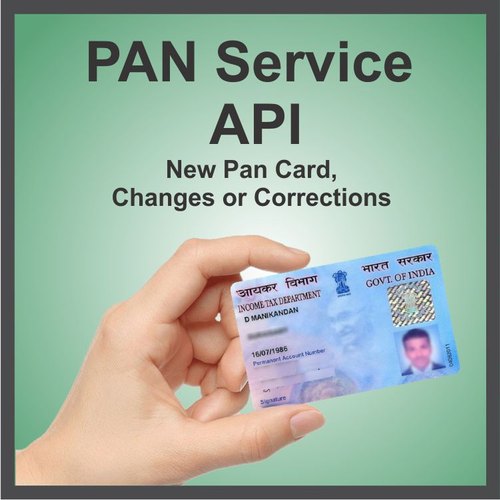 PAN Service
API
New Pan Card,
Changes or Corrections
आयकर विभाग
INCOME TAX DEPARTMENT
भारत सरकार
GOVT. OF INDIA
D MANIKANDAN
16/07/1986
Permanent Account Number
Signature